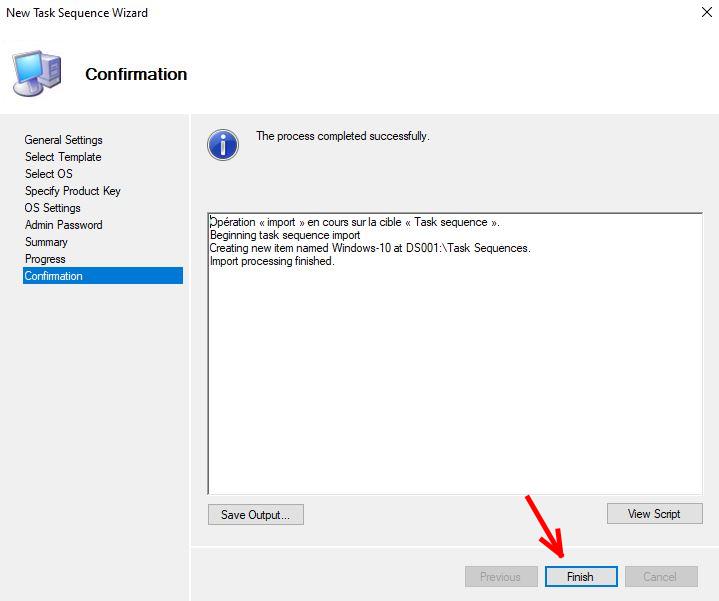 New Task Sequence Wizard
Confirmation
General Settings
Select Template
Select OS
Specify Product Key
OS Settings
Admin Password
Summary
Progress
Confirmation
The process completed successfully.
Opération « import » en cours sur la cible « Task sequence ».
Beginning task sequence import
Creating new item named Windows-10 at DS001:\Task Sequences.
Import processing finished.
Save Output...
View Script
Previous
Finish
Cancel